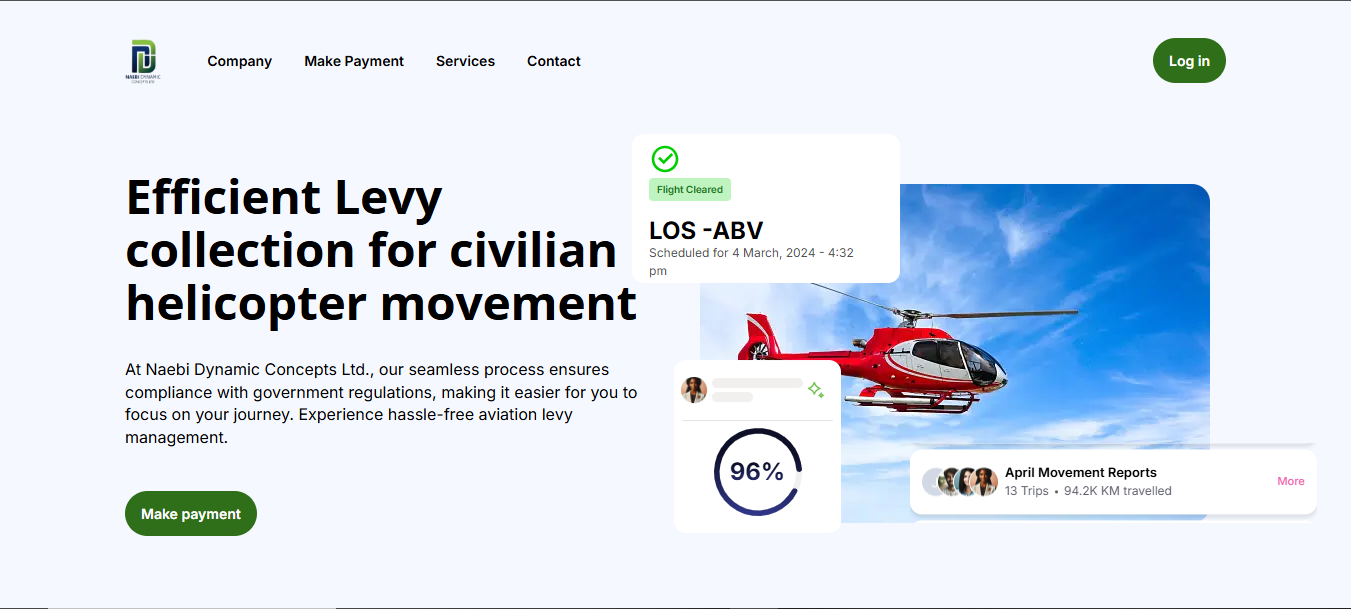 NAEBI DYNAMIC
CONCEPTS LTD
Company
Make Payment
Services
Contact
Log in
Efficient Levy
collection for civilian
helicopter movement
At Naebi Dynamic Concepts Ltd., our seamless process ensures
compliance with government regulations, making it easier for you to
focus on your journey. Experience hassle-free aviation levy
management.
Make payment
Flight Cleared
LOS -ABV
Scheduled for 4 March, 2024 - 4:32
pm
96%
April Movement Reports
13 Trips • 94.2K KM travelled
More